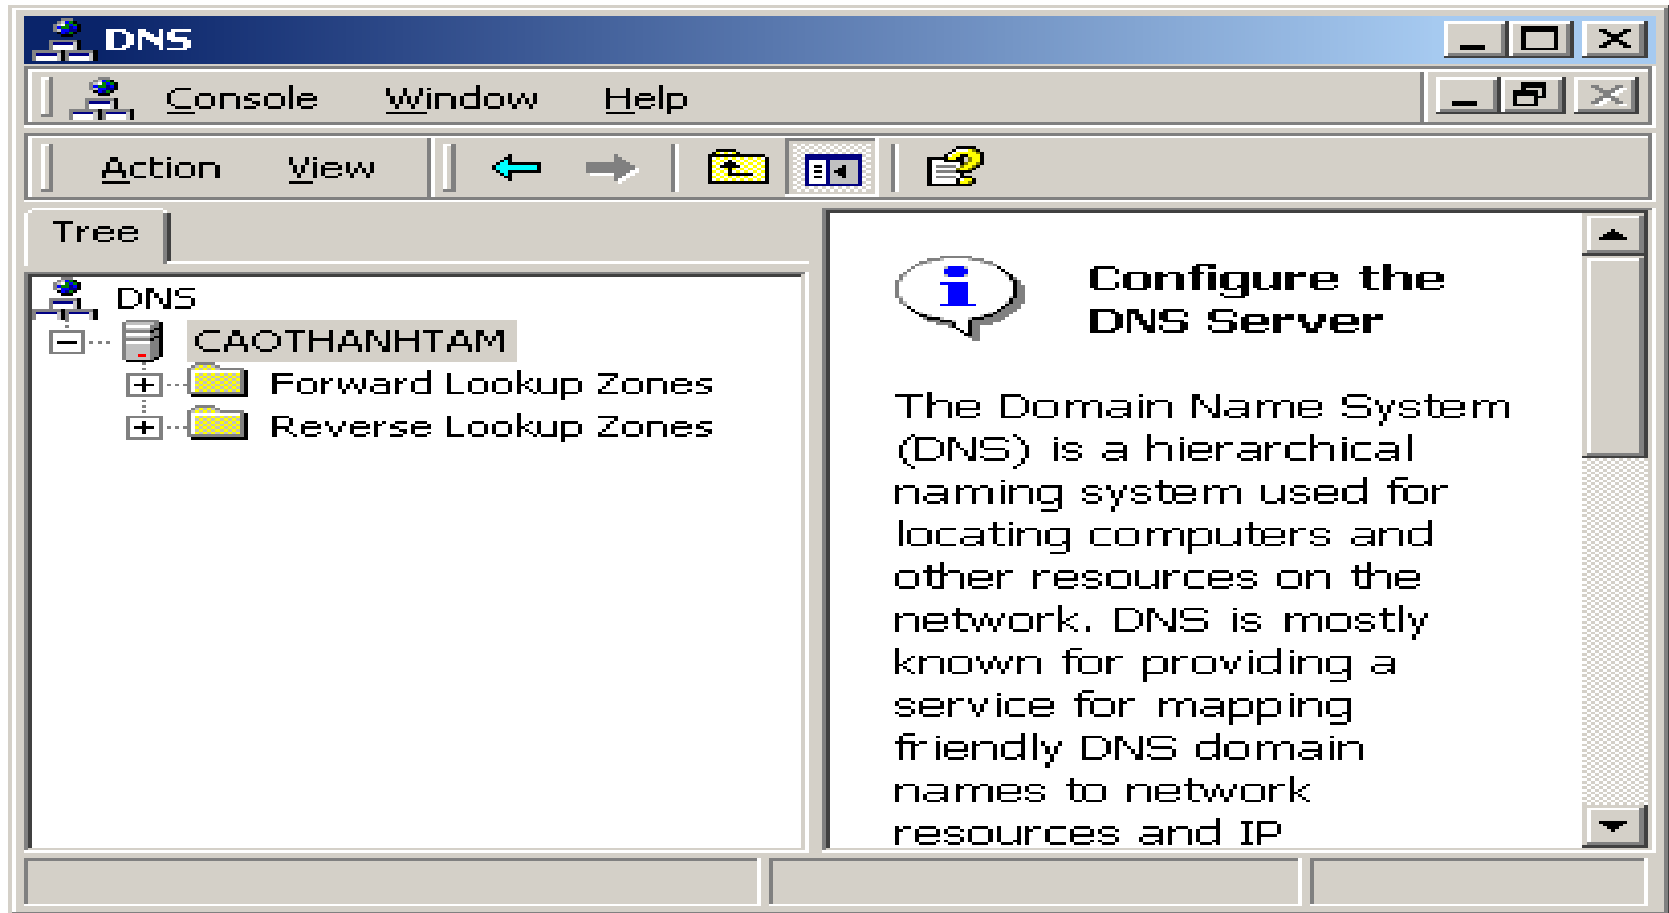 DNS
Console Window Help
Action View
Tree
DNS
CAOTHANHTAM
Forward Lookup Zones
Reverse Lookup Zones
Configure the
DNS Server
The Domain Name System
(DNS) is a hierarchical
naming system used for
locating computers and
other resources on the
network. DNS is mostly
known for providing a
service for mapping
friendly DNS domain
names to network
resources and IP